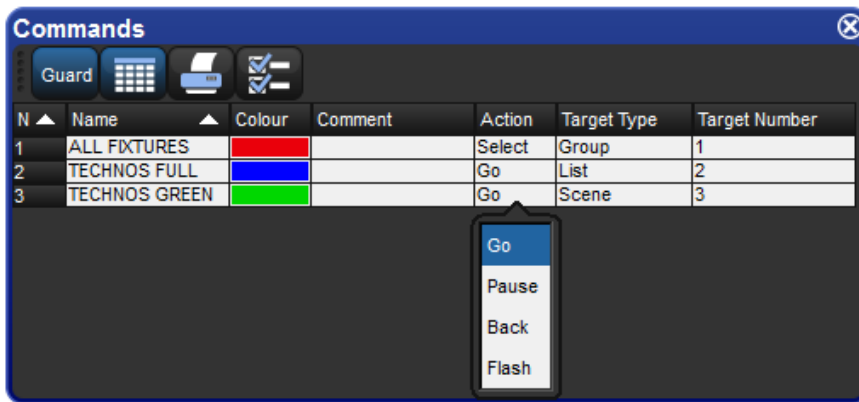 Commands
Guard
N Name Colour Comment Action Target Type Target Number
1 ALL FIXTURES Select Group 1
2 TECHNOS FULL Go List 2
3 TECHNOS GREEN Go Scene 3
Go
Pause
Back
Flash